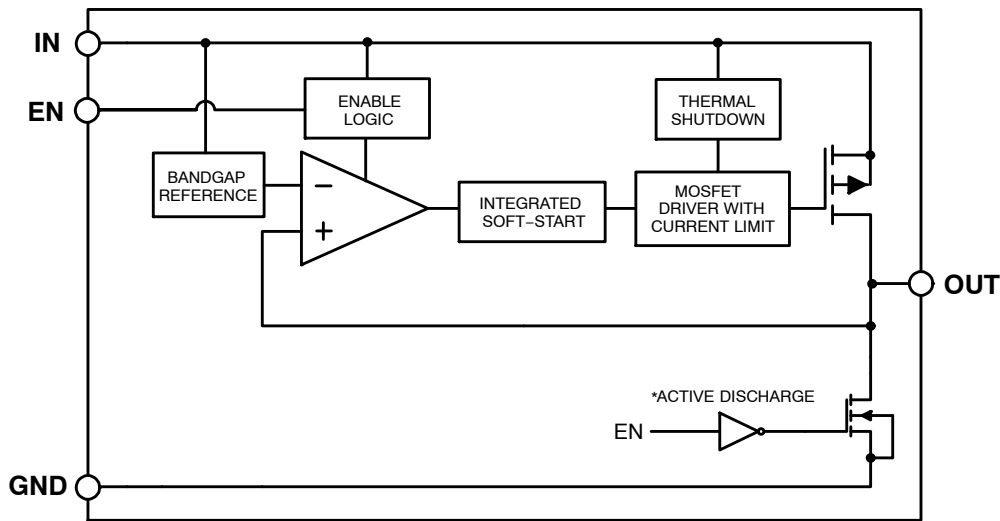 IN
EN
ENABLE
LOGIC
THERMAL
SHUTDOWN
BANDGAP
REFERENCE
−
+
INTEGRATED
SOFT−START
MOSFET
DRIVER WITH
CURRENT LIMIT
OUT
*ACTIVE DISCHARGE
EN
GND